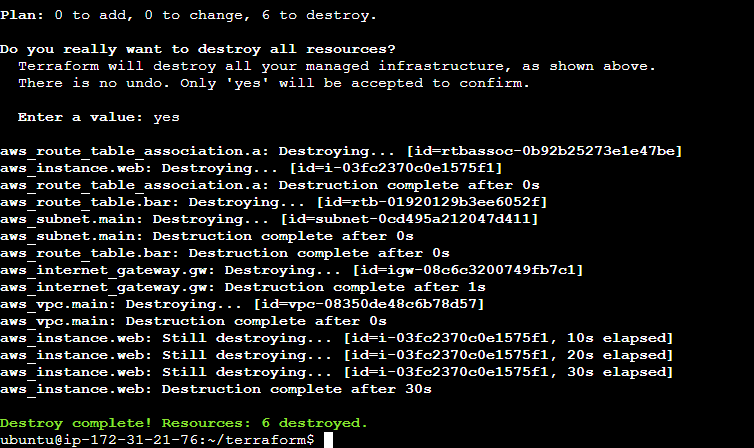 Plan: 0 to add, 0 to change, 6 to destroy.
Do you really want to destroy all resources?
Terraform will destroy all your managed infrastructure, as shown above.
There is no undo. Only 'yes' will be accepted to confirm.
Enter a value: yes
aws_route_table_association.a: Destroying... [id=rtbassoc-0b92b25273e1e47be]
aws_instance.web: Destroying... [id=i-03fc2370c0e1575f1]
aws_route_table_association.a: Destruction complete after 0s
aws_route_table.bar: Destroying... [id=rtb-01920129b3ee6052f]
aws_subnet.main: Destroying... [id=subnet-0cd495a212047d411]
aws_subnet.main: Destruction complete after 0s
aws_route_table.bar: Destruction complete after 0s
aws_internet_gateway.gw: Destroying... [id=igw-08c6c3200749fb7c1]
aws_internet_gateway.gw: Destruction complete after 1s
aws_vpc.main: Destroying... [id=vpc-08350de48c6b78d57]
aws_vpc.main: Destruction complete after 0s
aws_instance.web: Still destroying... [id=i-03fc2370c0e1575f1, 10s elapsed]
aws_instance.web: Still destroying... [id=i-03fc2370c0e1575f1, 20s elapsed]
aws_instance.web: Still destroying... [id=i-03fc2370c0e1575f1, 30s elapsed]
aws_instance.web: Destruction complete after 30s
Destroy complete! Resources: 6 destroyed.
ubuntu@ip-172-31-21-76:~/terraform$